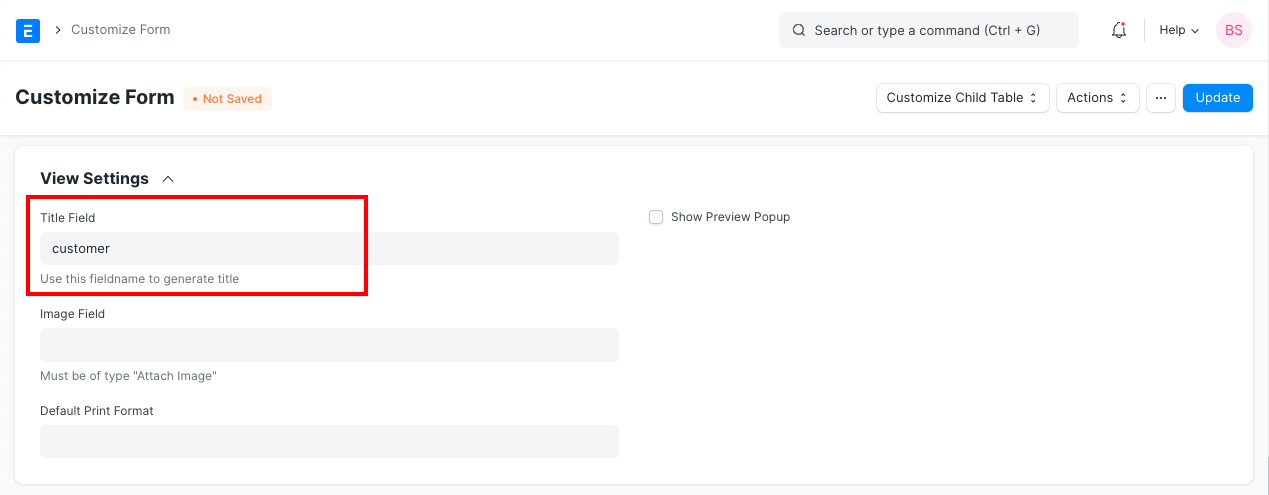 E
Customize Form
Search or type a command (Ctrl + G)
Help
BS
Customize Form
• Not Saved
Customize Child Table
Actions
···
Update
View Settings
Title Field
customer
Use this fieldname to generate title
Show Preview Popup
Image Field
Must be of type "Attach Image"
Default Print Format